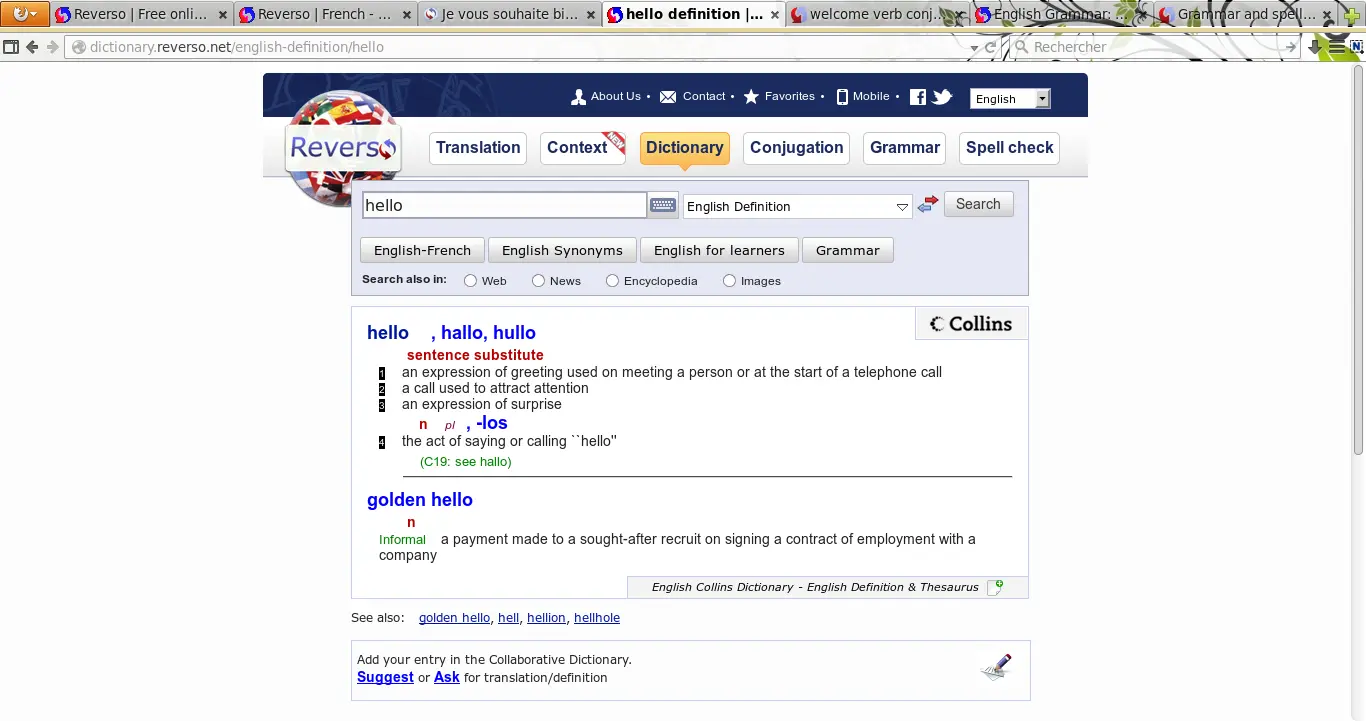 Reverso | Free onli...
Reverso | French - ...
Je vous souhaite bi...
hello definition |...
welcome verb conj...
English Grammar: ...
Grammar and spell...
dictionary.reverso.net/english-definition/hello
Rechercher
About Us • Contact • Favorites • Mobile • English
Reverso
Translation
Context
NEW
Dictionary
Conjugation
Grammar
Spell check
hello
English Definition
Search
English-French
English Synonyms
English for learners
Grammar
Search also in: Web News Encyclopedia Images
Collins
hello , hallo, hullo
sentence substitute
1 an expression of greeting used on meeting a person or at the start of a telephone call
2 a call used to attract attention
3 an expression of surprise
n pl , -los
4 the act of saying or calling ``hello''
(C19: see hallo)
golden hello
n
Informal a payment made to a sought-after recruit on signing a contract of employment with a
company
English Collins Dictionary - English Definition & Thesaurus
See also: golden hello, hell, hellion, hellhole
Add your entry in the Collaborative Dictionary.
Suggest or Ask for translation/definition